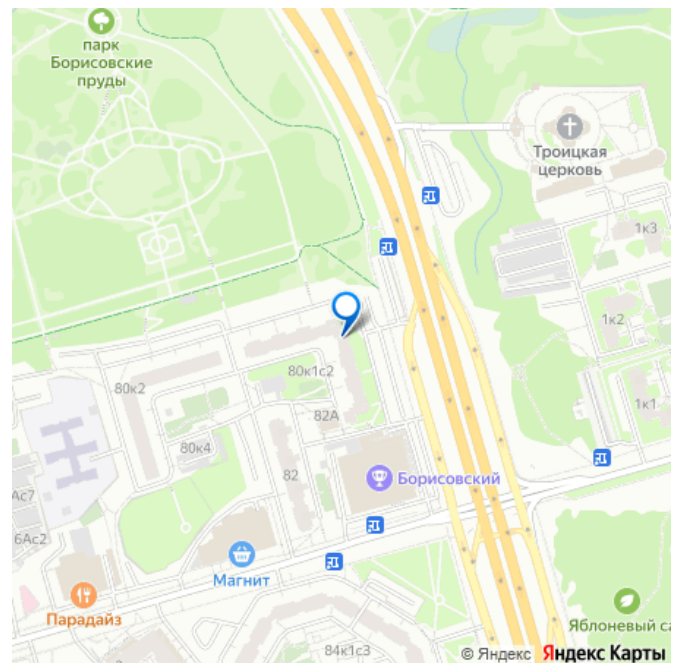 парк
Борисовские
пруды
Троицкая
церковь
1к3
1к2
80к1с2
80к2
1к1
82А
80к4
82
Борисовский
Ас7
6Ас2
Магнит
Парадайз
Яблоневый са
84к1с3
© Яндекс Яндекс Карты